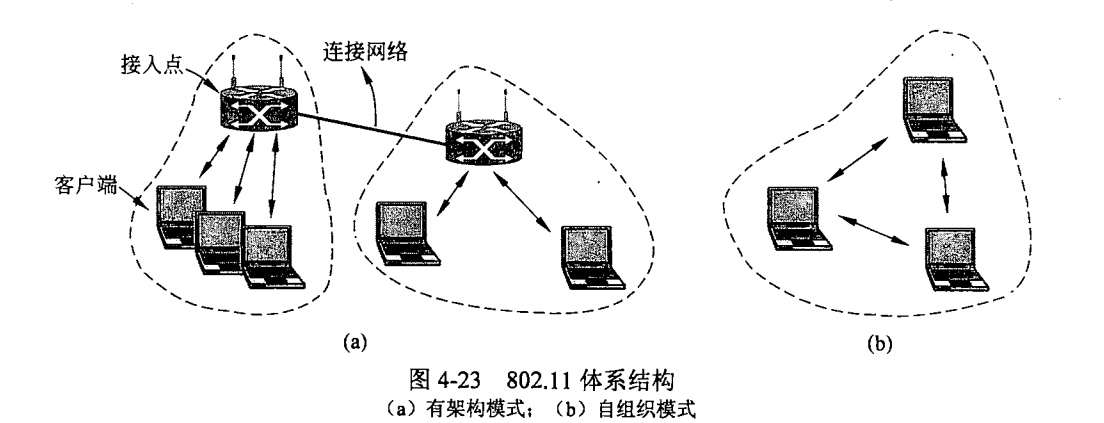 接入点
连接网络
客户端
(a)
(b)
图 4-23 802.11 体系结构
（a）有架构模式；（b）自组织模式